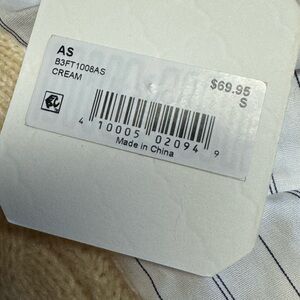 AS
B3FT1008AS
CREAM
$69.95
S
4 10005 02094 9
Made in China